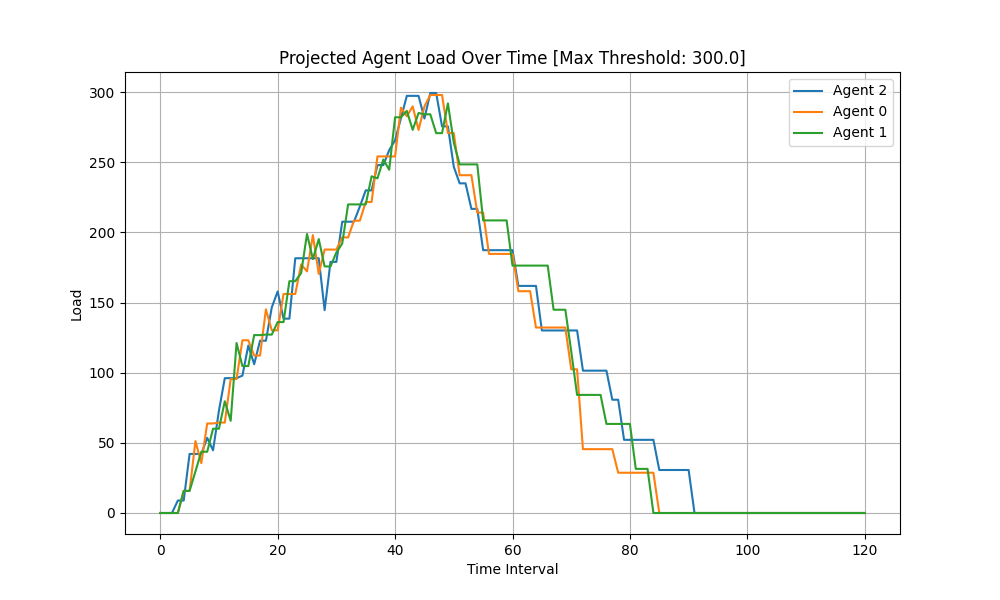 Projected Agent Load Over Time [Max Threshold: 300.0]
Agent 2
Agent 0
Agent 1
300
250
200
150
100
50
0
Load
0 20 40 60 80 100 120
Time Interval